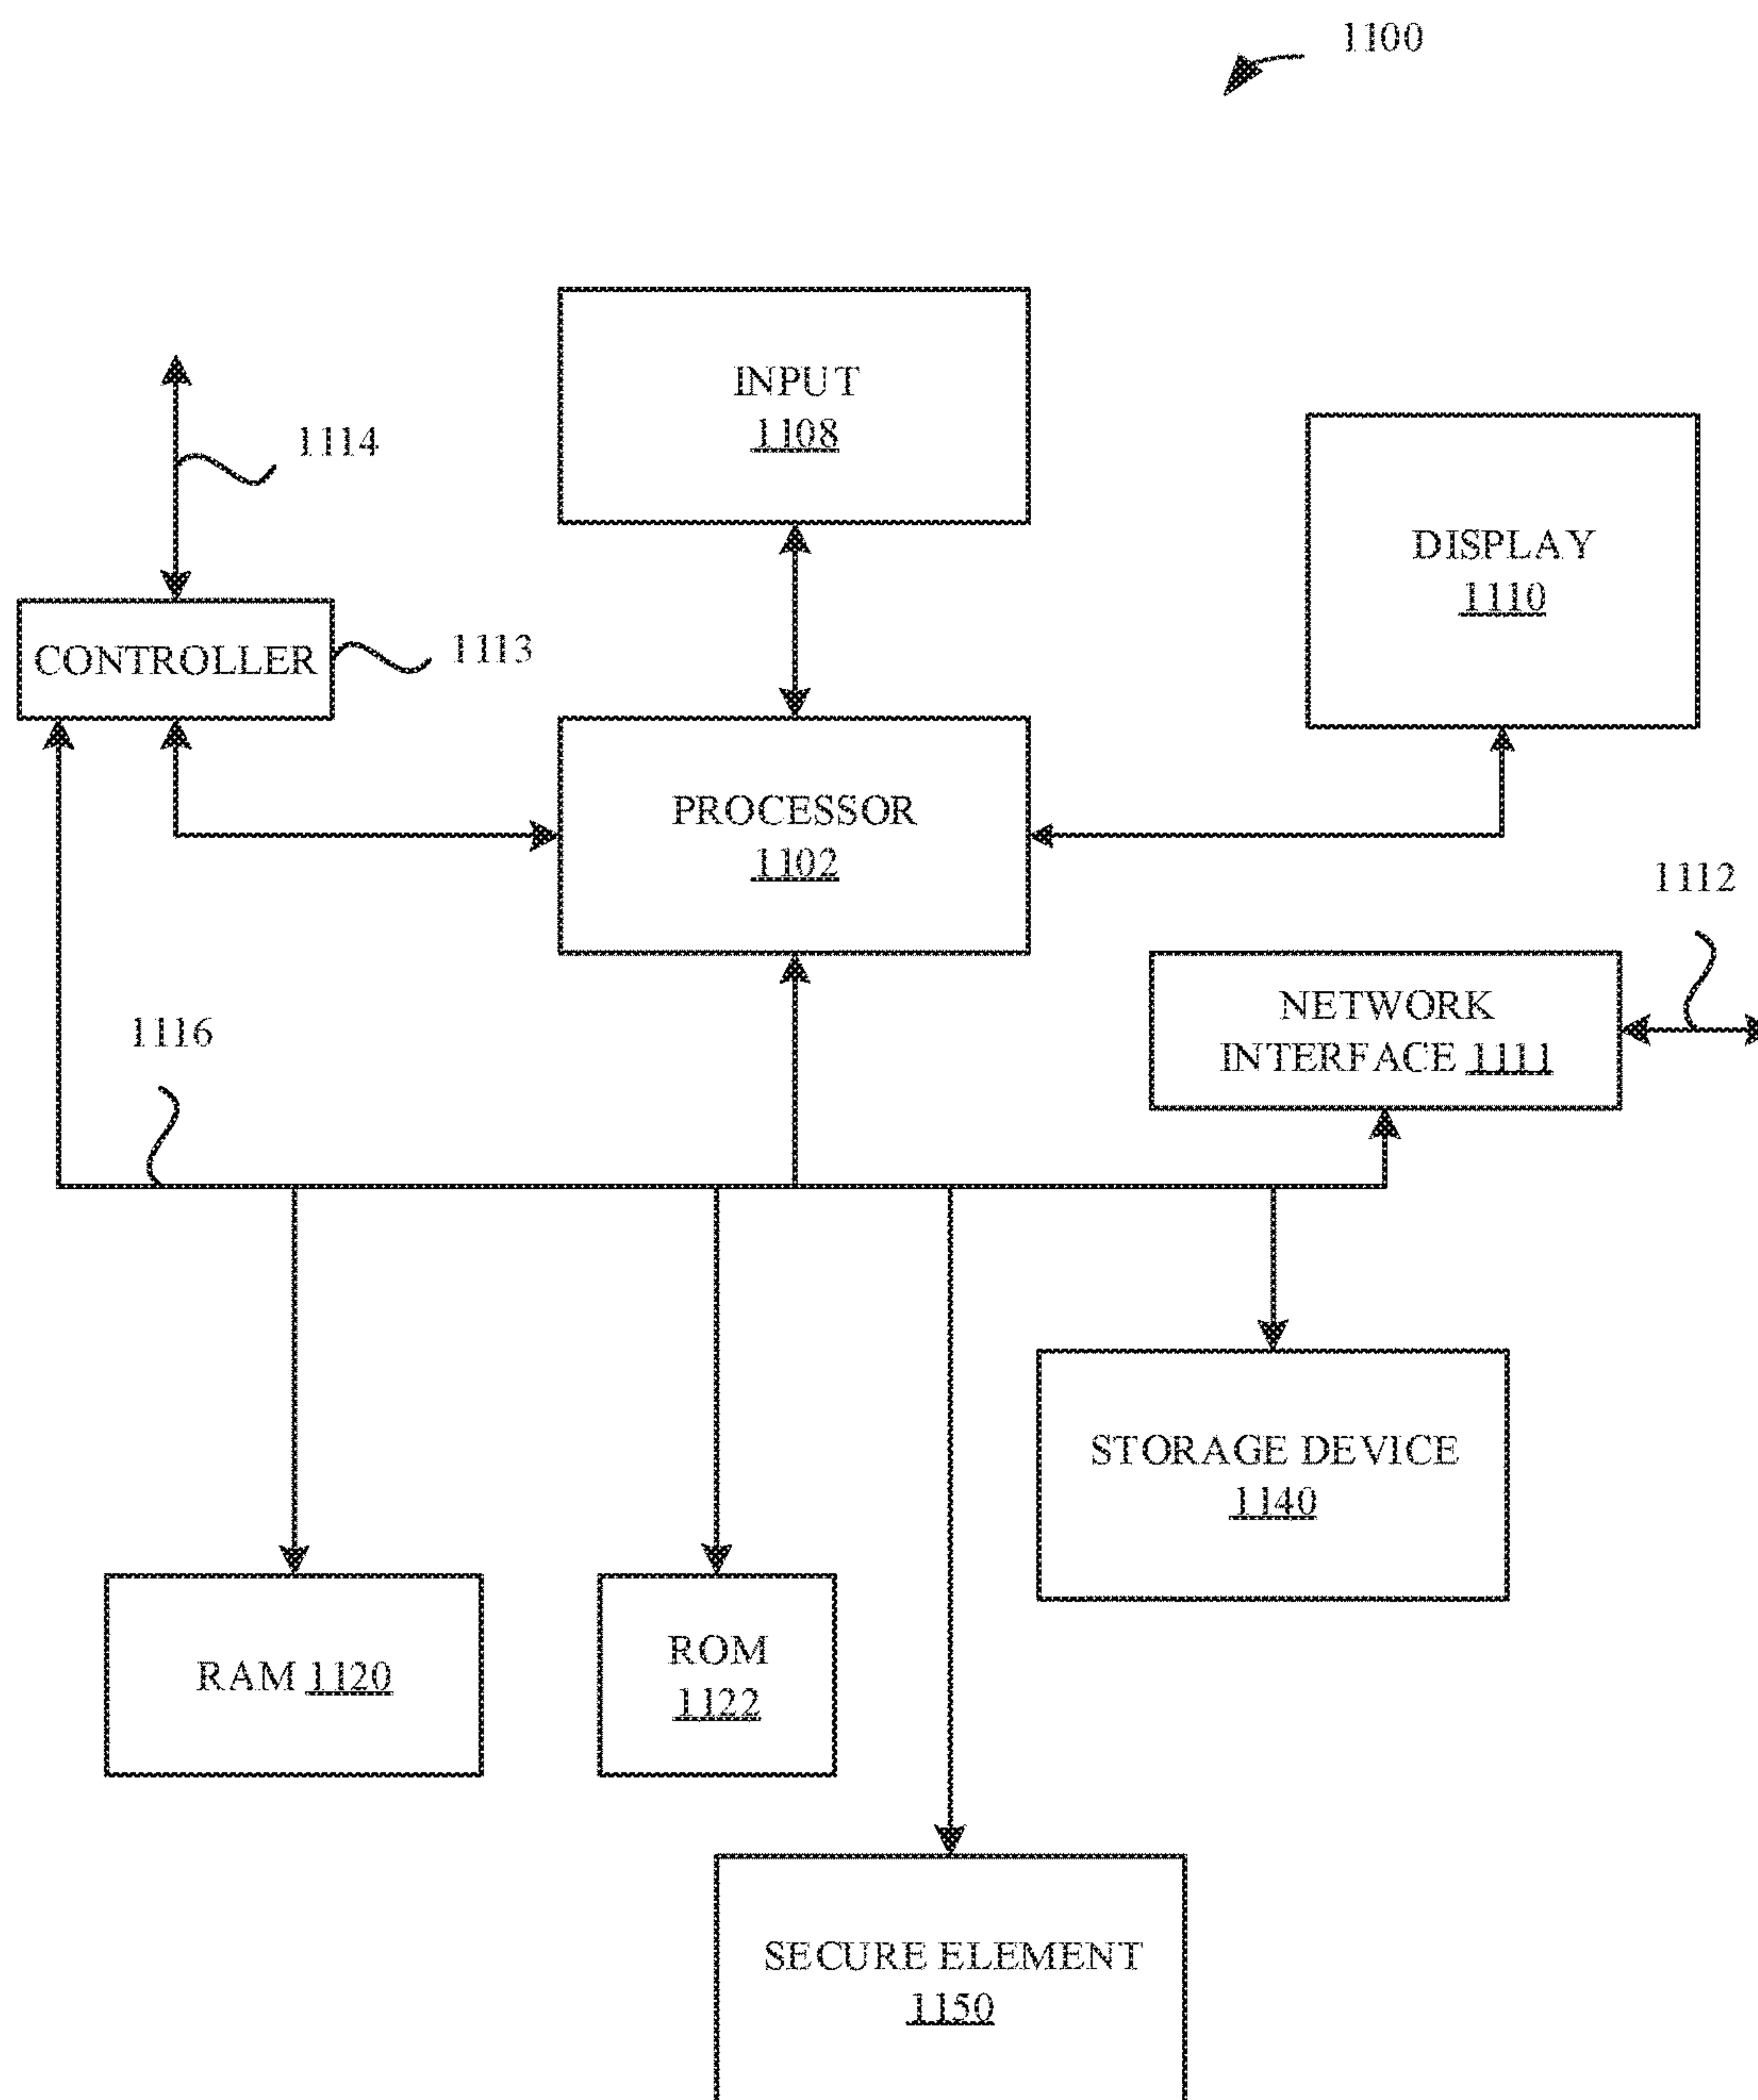 1100
INPUT
1108
1114
DISPLAY
1110
CONTROLLER
1113
PROCESSOR
1102
1112
NETWORK
INTERFACE 1111
1116
STORAGE DEVICE
1140
RAM 1120
ROM
1122
SECURE ELEMENT
1150